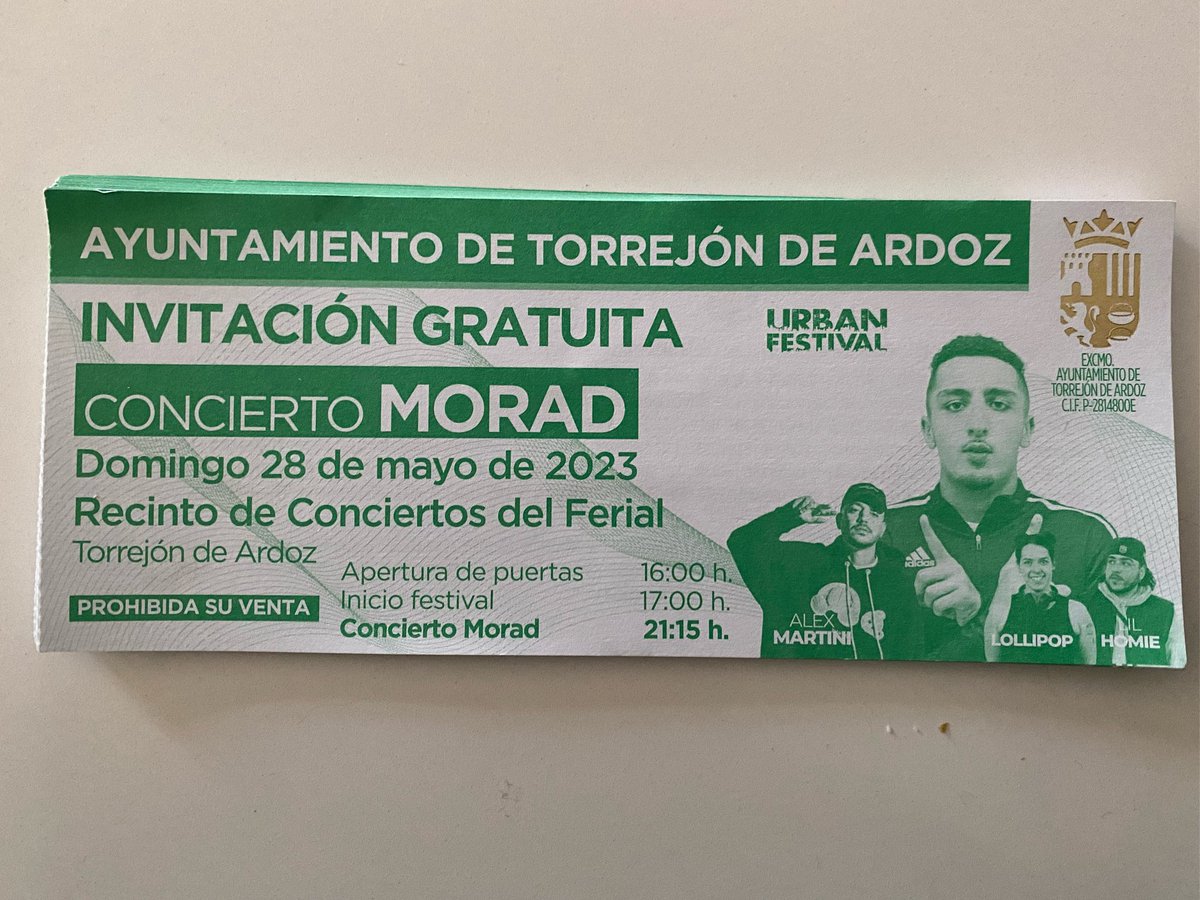 AYUNTAMIENTO DE TORREJÓN DE ARDOZ
INVITACIÓN GRATUITA
CONCIERTO MORAD
Domingo 28 de mayo de 2023
Recinto de Conciertos del Ferial
Torrejón de Ardoz
PROHIBIDA SU VENTA
Apertura de puertas 16:00 h.
Inicio festival 17:00 h.
Concierto Morad 21:15 h.
URBAN
FESTIVAL
EXCMO.
AYUNTAMIENTO DE
TORREJÓN DE ARDOZ
C.I.F. P-2814800E
adidas
ALEX
MARTINI
LOLLIPOP
LIL
HOMIE